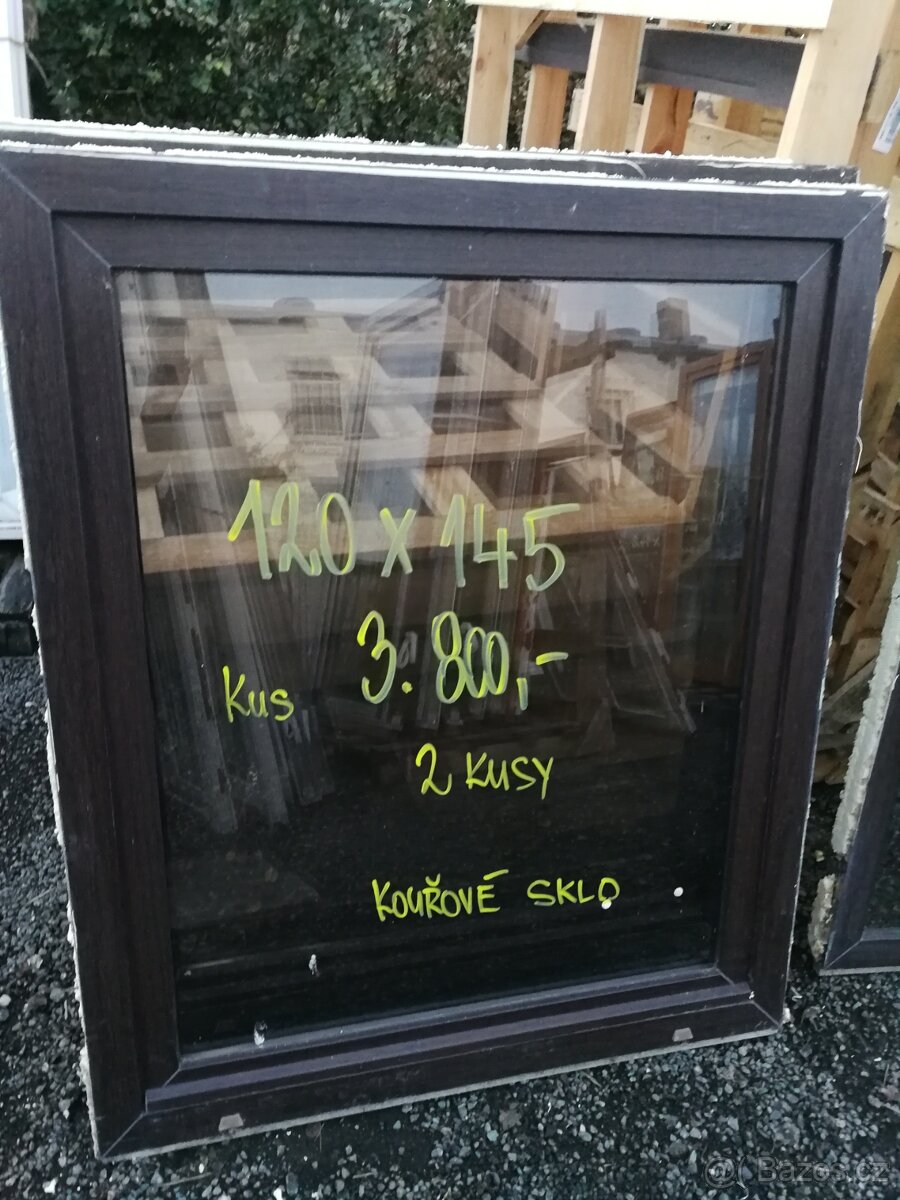 120 x 145
Kus 3.800,-
2 KUSY
KOUŘOVÉ SKLO
Bazos.cz